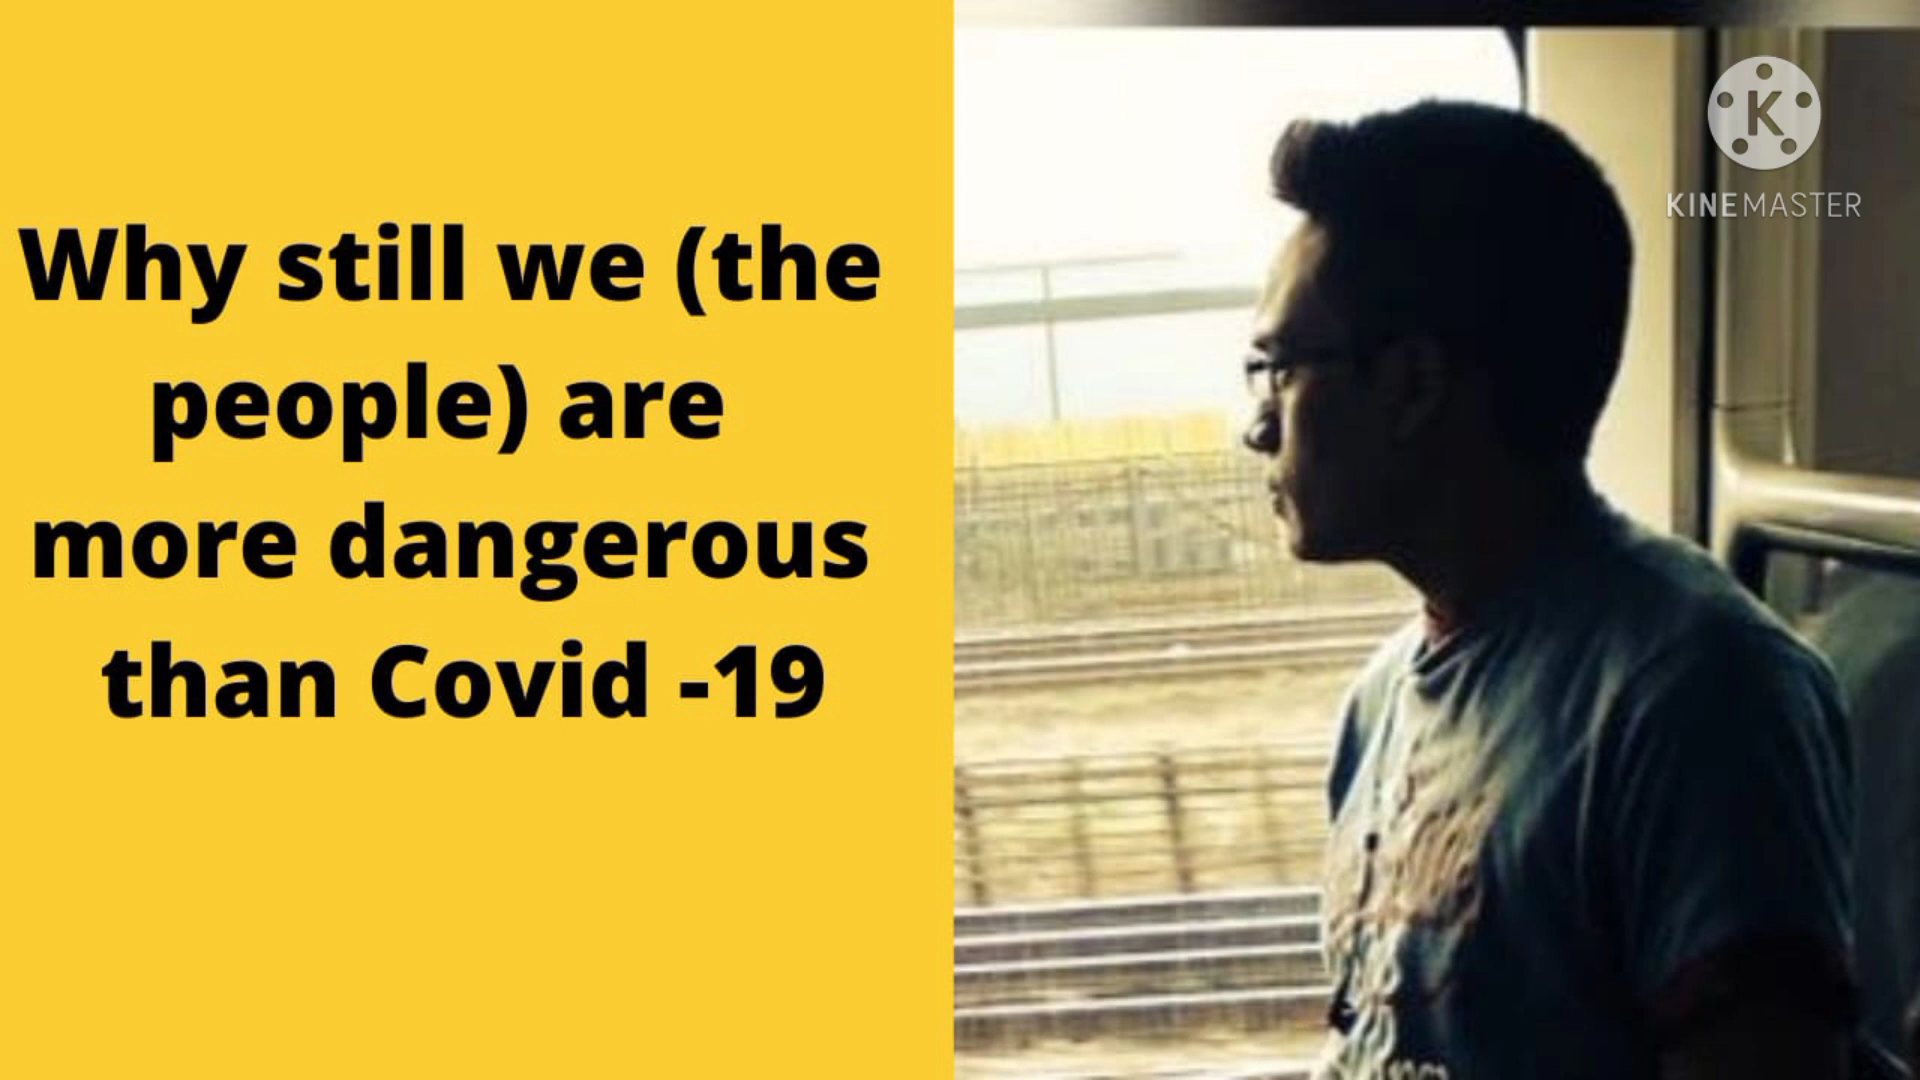 Why still we (the
people) are
more dangerous
than Covid -19
K
KINEMASTER